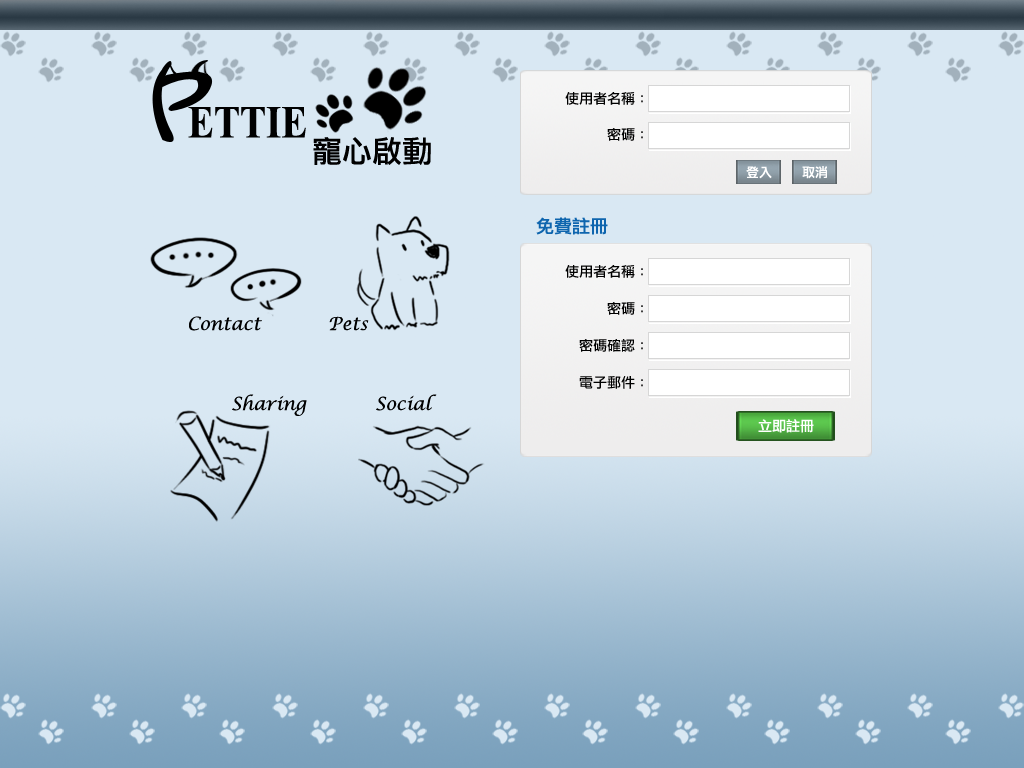 PETTIE
寵心啟動
使用者名稱：
密碼：
登入 取消
免費註冊
使用者名稱：
密碼：
密碼確認：
電子郵件：
立即註冊
Contact
Pets
Sharing
Social